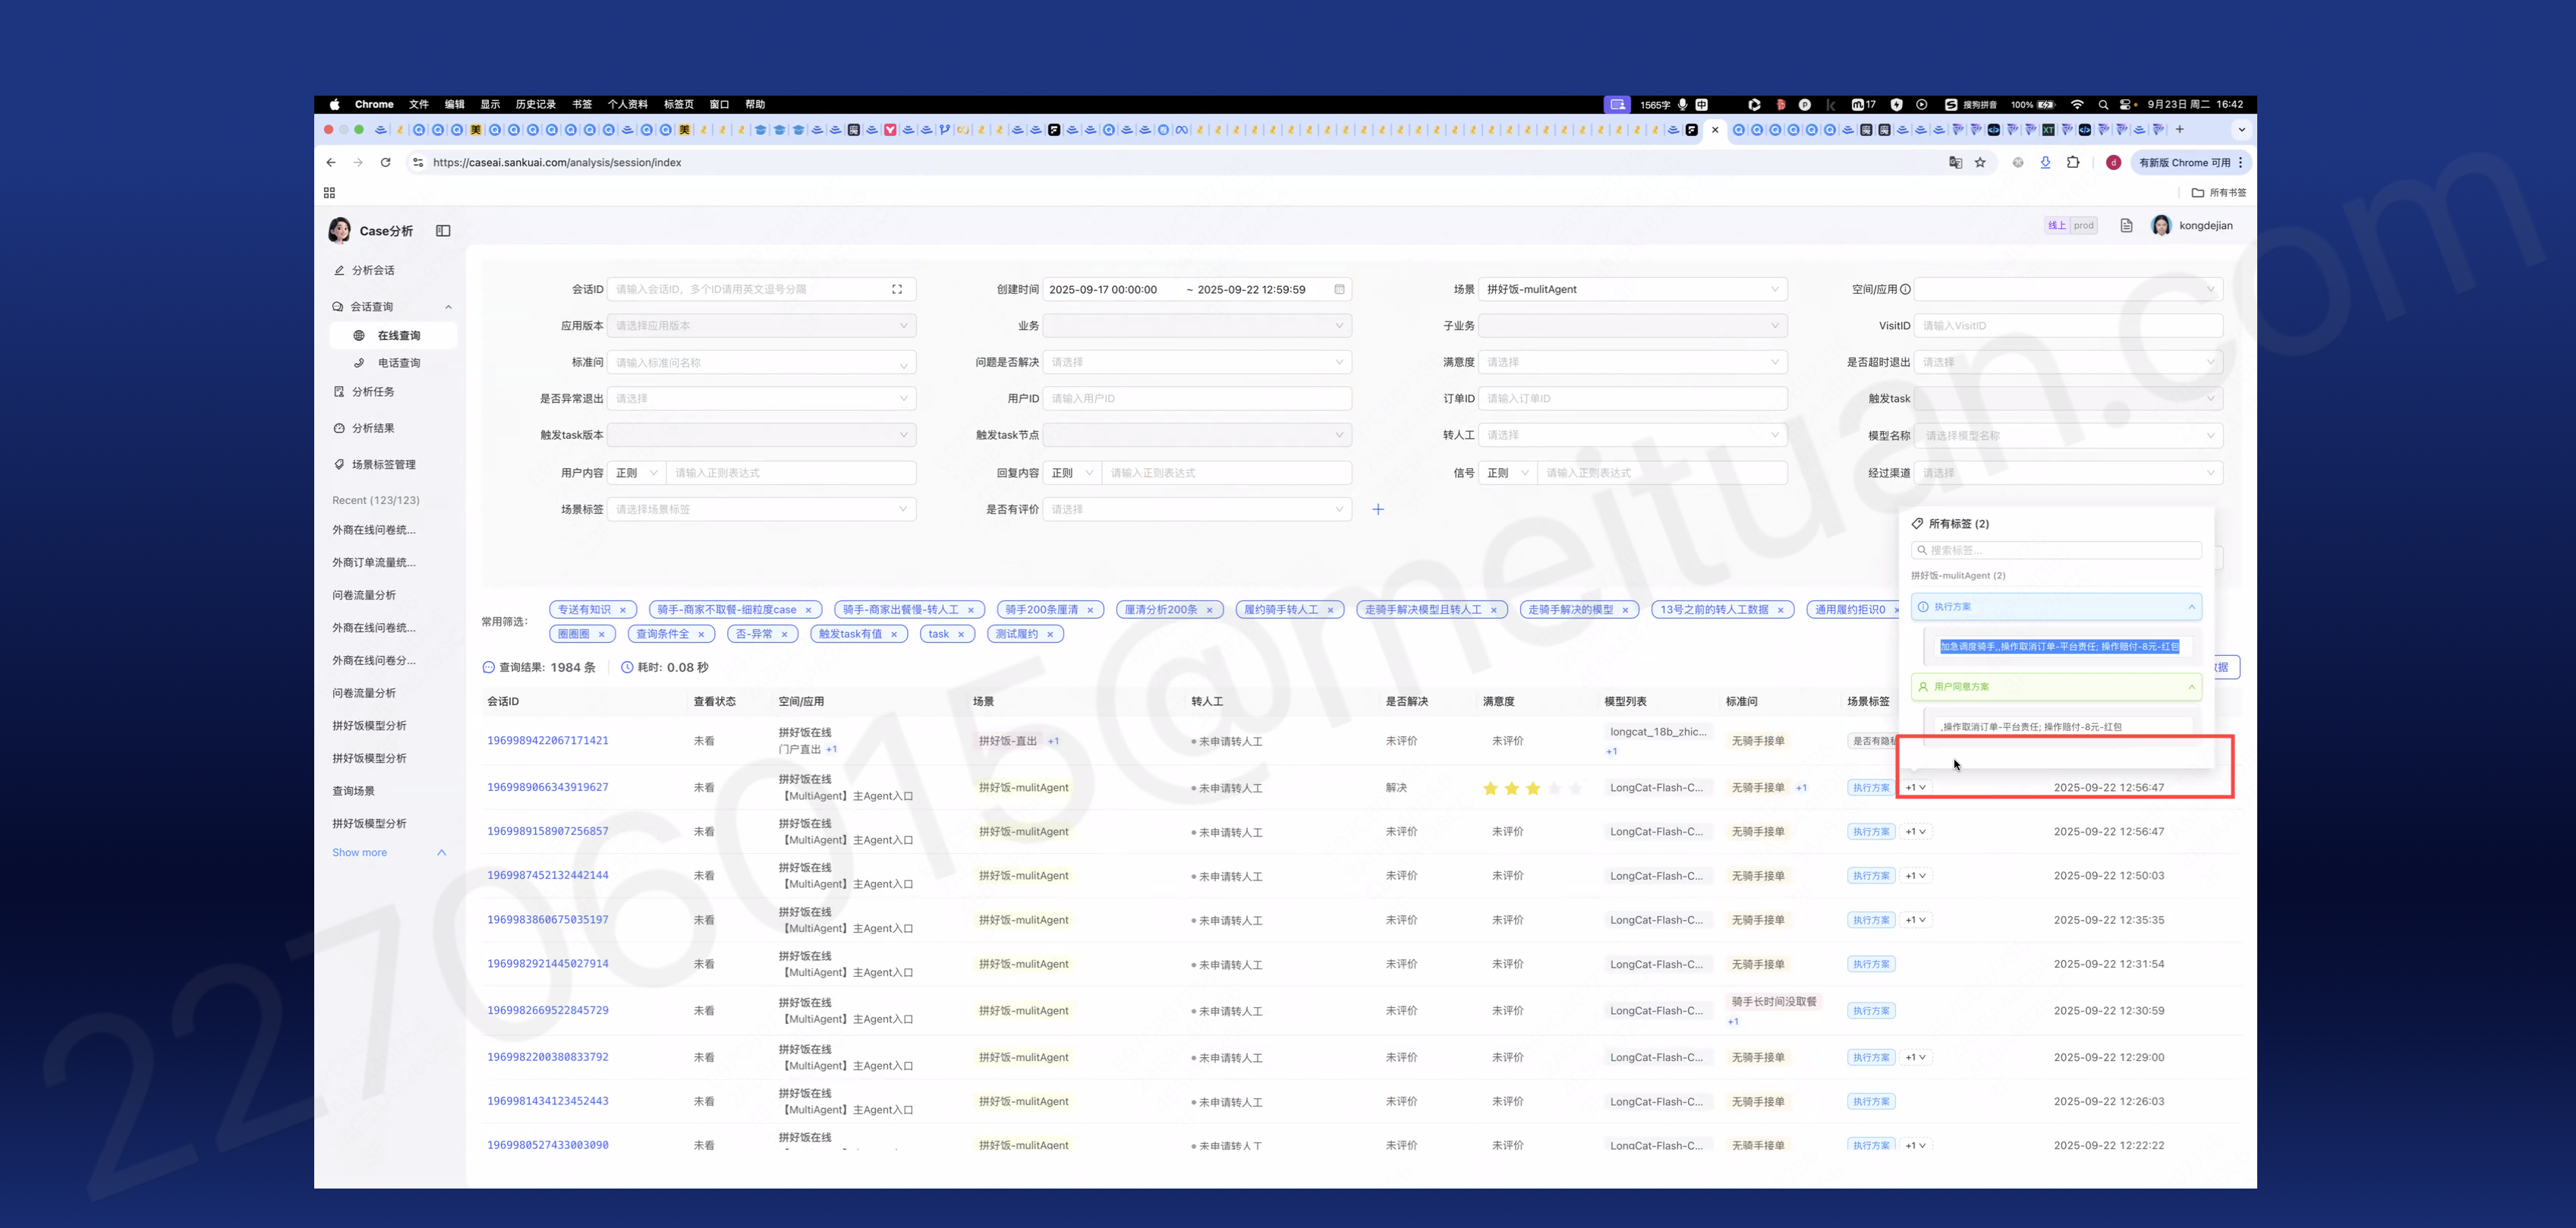 Chrome 文件 编辑 显示 历史记录 书签 个人资料 标签页 窗口 帮助 1565字 中 17 搜狗拼音 100% 9月23日 周二 16:42
https://caseai.sankuai.com/analysis/session/index 有新版 Chrome 可用
所有书签
Case分析 线上 prod kongdejian
分析会话
会话查询
在线查询
电话查询
分析任务
分析结果
场景标签管理
Recent (123/123)
外商在线问卷统...
外商订单流量统...
问卷流量分析
外商在线问卷统...
外商在线问卷分...
问卷流量分析
拼好饭模型分析
拼好饭模型分析
查询场景
拼好饭模型分析
Show more
会话ID 请输入会话ID，多个ID请用英文逗号分隔 创建时间 2025-09-17 00:00:00 ~ 2025-09-22 12:59:59 场景 拼好饭-mulitAgent 空间/应用
应用版本 请选择应用版本 业务 子业务 VisitID 请输入VisitID
标准问 请输入标准问名称 问题是否解决 请选择 满意度 请选择 是否超时退出 请选择
是否异常退出 请选择 用户ID 请输入用户ID 订单ID 请输入订单ID 触发task
触发task版本 触发task节点 转人工 请选择 模型名称 请选择模型名称
用户内容 正则 请输入正则表达式 回复内容 正则 请输入正则表达式 信号 正则 请输入正则表达式 经过渠道 请选择
场景标签 请选择场景标签 是否有评价 请选择
所有标签 (2)
搜索标签...
拼好饭-mulitAgent (2)
执行方案
加急调度骑手,,操作取消订单-平台责任; 操作赔付-8元-红包
用户同意方案
,操作取消订单-平台责任; 操作赔付-8元-红包
常用筛选: 专送有知识 × 骑手-商家不取餐-细粒度case × 骑手-商家出餐慢-转人工 × 骑手200条厘清 × 厘清分析200条 × 履约骑手转人工 × 走骑手解决模型且转人工 × 走骑手解决的模型 × 13号之前的转人工数据 × 通用履约拒识0 ×
圈圈圈 × 查询条件全 × 否-异常 × 触发task有值 × task × 测试履约 ×
查询结果: 1984 条 耗时: 0.08 秒 数据
会话ID 查看状态 空间/应用 场景 转人工 是否解决 满意度 模型列表 标准问 场景标签
1969989422067171421 未看 拼好饭在线 门户直出 +1 拼好饭-直出 +1 未申请转人工 未评价 未评价 longcat_18b_zhic... +1 无骑手接单 是否有隐私
1969989066343919627 未看 拼好饭在线 【MultiAgent】主Agent入口 拼好饭-mulitAgent 未申请转人工 解决 LongCat-Flash-C... 无骑手接单 +1 执行方案 +1 2025-09-22 12:56:47
1969989158907256857 未看 拼好饭在线 【MultiAgent】主Agent入口 拼好饭-mulitAgent 未申请转人工 未评价 未评价 LongCat-Flash-C... 无骑手接单 执行方案 +1 2025-09-22 12:56:47
1969987452132442144 未看 拼好饭在线 【MultiAgent】主Agent入口 拼好饭-mulitAgent 未申请转人工 未评价 未评价 LongCat-Flash-C... 无骑手接单 执行方案 +1 2025-09-22 12:50:03
1969983860675035197 未看 拼好饭在线 【MultiAgent】主Agent入口 拼好饭-mulitAgent 未申请转人工 未评价 未评价 LongCat-Flash-C... 无骑手接单 执行方案 +1 2025-09-22 12:35:35
1969982921445027914 未看 拼好饭在线 【MultiAgent】主Agent入口 拼好饭-mulitAgent 未申请转人工 未评价 未评价 LongCat-Flash-C... 无骑手接单 执行方案 2025-09-22 12:31:54
1969982669522845729 未看 拼好饭在线 【MultiAgent】主Agent入口 拼好饭-mulitAgent 未申请转人工 未评价 未评价 LongCat-Flash-C... 骑手长时间没取餐 +1 执行方案 2025-09-22 12:30:59
1969982200380833792 未看 拼好饭在线 【MultiAgent】主Agent入口 拼好饭-mulitAgent 未申请转人工 未评价 未评价 LongCat-Flash-C... 无骑手接单 执行方案 +1 2025-09-22 12:29:00
1969981434123452443 未看 拼好饭在线 【MultiAgent】主Agent入口 拼好饭-mulitAgent 未申请转人工 未评价 未评价 LongCat-Flash-C... 无骑手接单 执行方案 2025-09-22 12:26:03
1969980527433003090 未看 拼好饭在线 拼好饭-mulitAgent 未申请转人工 未评价 未评价 LongCat-Flash-C... 无骑手接单 执行方案 +1 2025-09-22 12:22:22
22706015@meituan.com